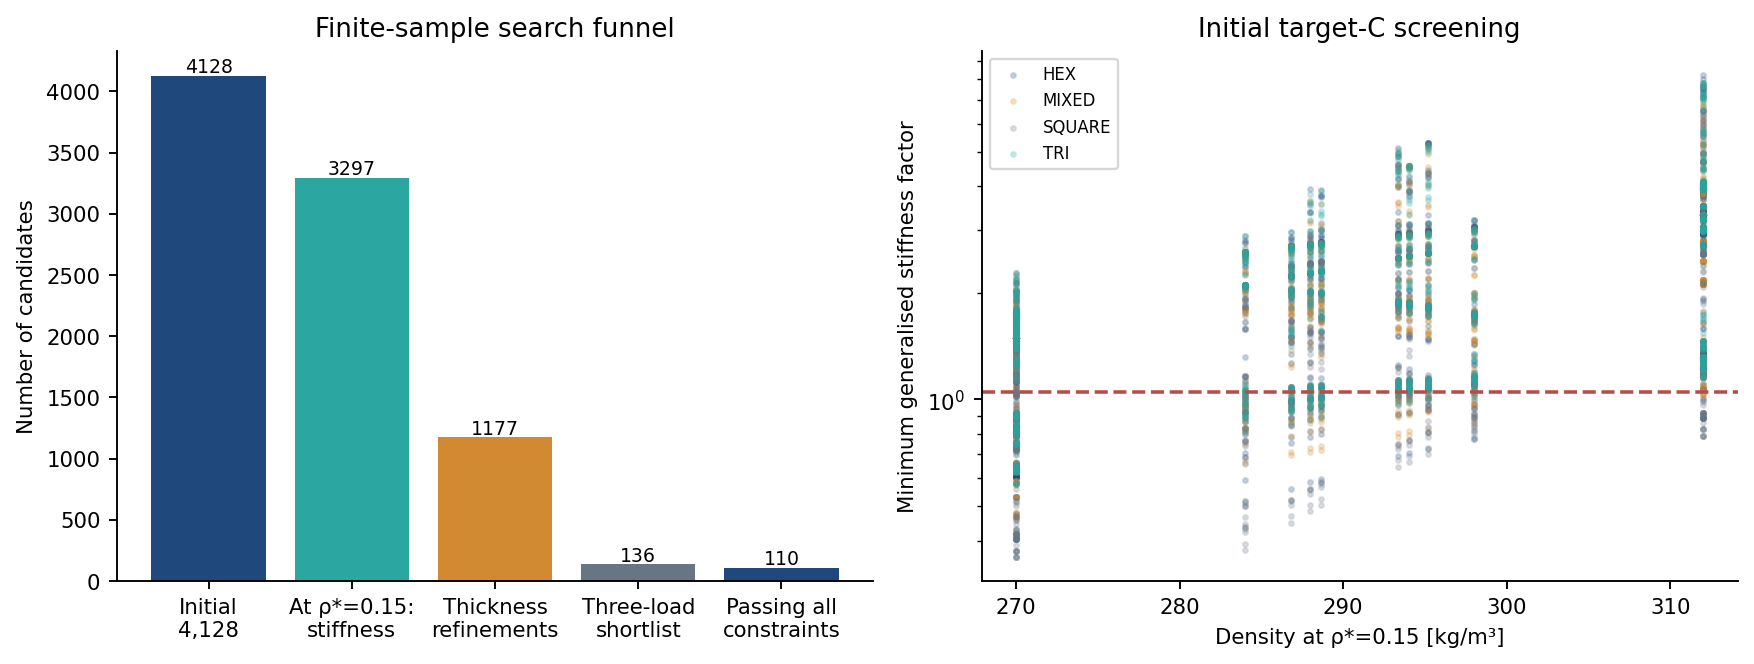 Finite-sample search funnel
Number of candidates
4000
3500
3000
2500
2000
1500
1000
500
0
4128
3297
1177
136
110
Initial
4,128
At ρ*=0.15:
stiffness
Thickness
refinements
Three-load
shortlist
Passing all
constraints
Initial target-C screening
Minimum generalised stiffness factor
HEX
MIXED
SQUARE
TRI
10⁰
270
280
290
300
310
Density at ρ*=0.15 [kg/m³]